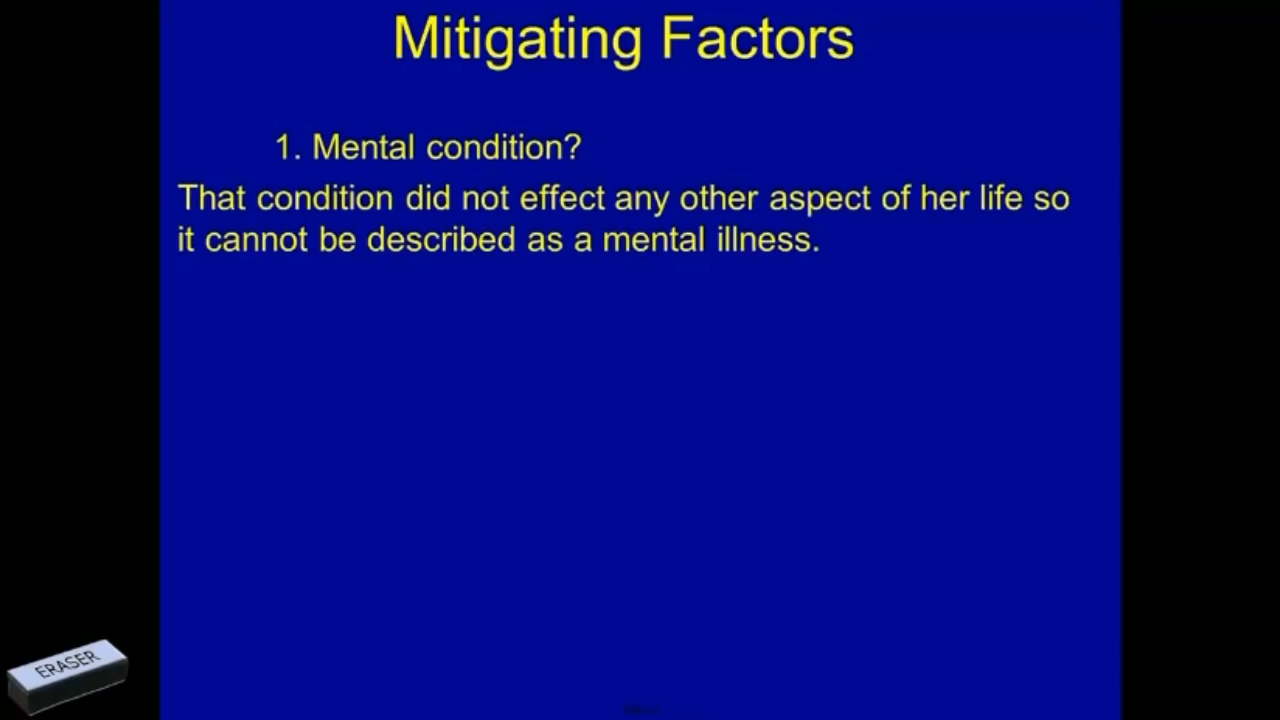 Mitigating Factors
1. Mental condition?
That condition did not effect any other aspect of her life so
it cannot be described as a mental illness.
ERASER